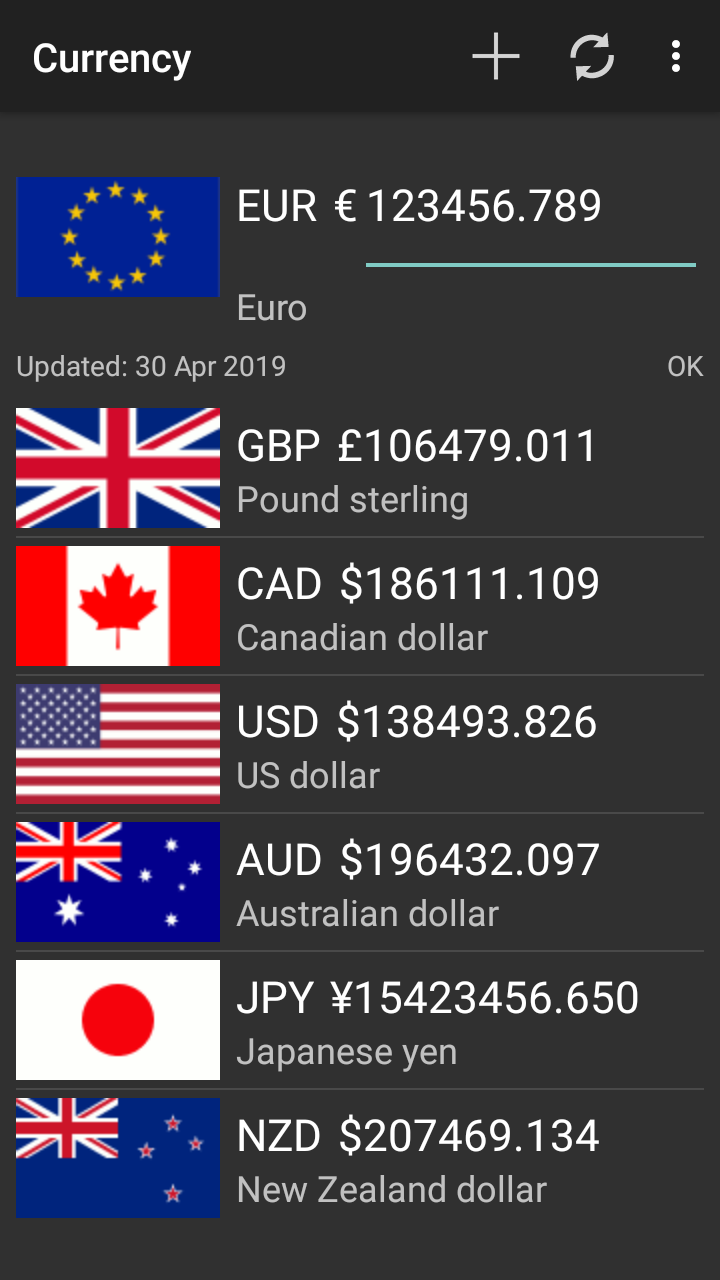 Currency
EUR € 123456.789
Euro
Updated: 30 Apr 2019 OK
GBP £106479.011
Pound sterling
CAD $186111.109
Canadian dollar
USD $138493.826
US dollar
AUD $196432.097
Australian dollar
JPY ¥15423456.650
Japanese yen
NZD $207469.134
New Zealand dollar